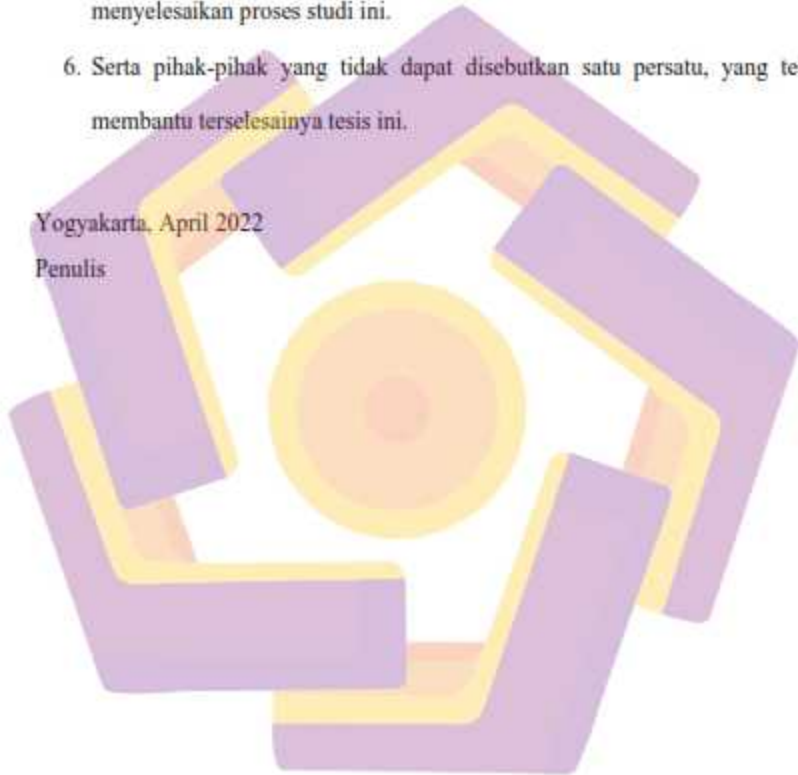 menyelesaikan proses studi ini.
6. Serta pihak-pihak yang tidak dapat disebutkan satu persatu, yang te
membantu terselesainya tesis ini.
Yogyakarta, April 2022
Penulis